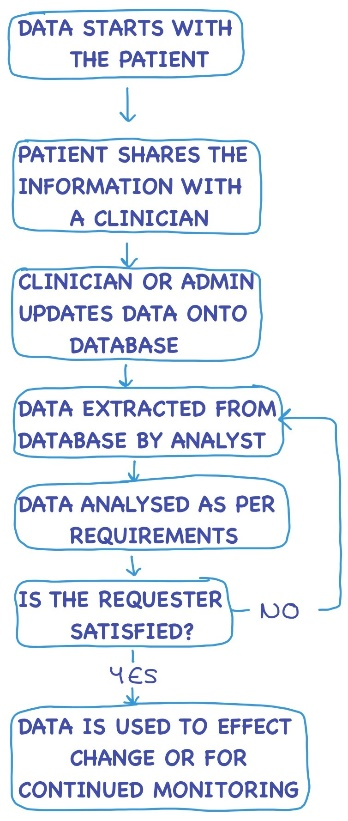 DATA STARTS WITH
THE PATIENT
PATIENT SHARES THE
INFORMATION WITH
A CLINICIAN
CLINICIAN OR ADMIN
UPDATES DATA ONTO
DATABASE
DATA EXTRACTED FROM
DATABASE BY ANALYST
DATA ANALYSED AS PER
REQUIREMENTS
IS THE REQUESTER
SATISFIED?
NO
YES
DATA IS USED TO EFFECT
CHANGE OR FOR
CONTINUED MONITORING